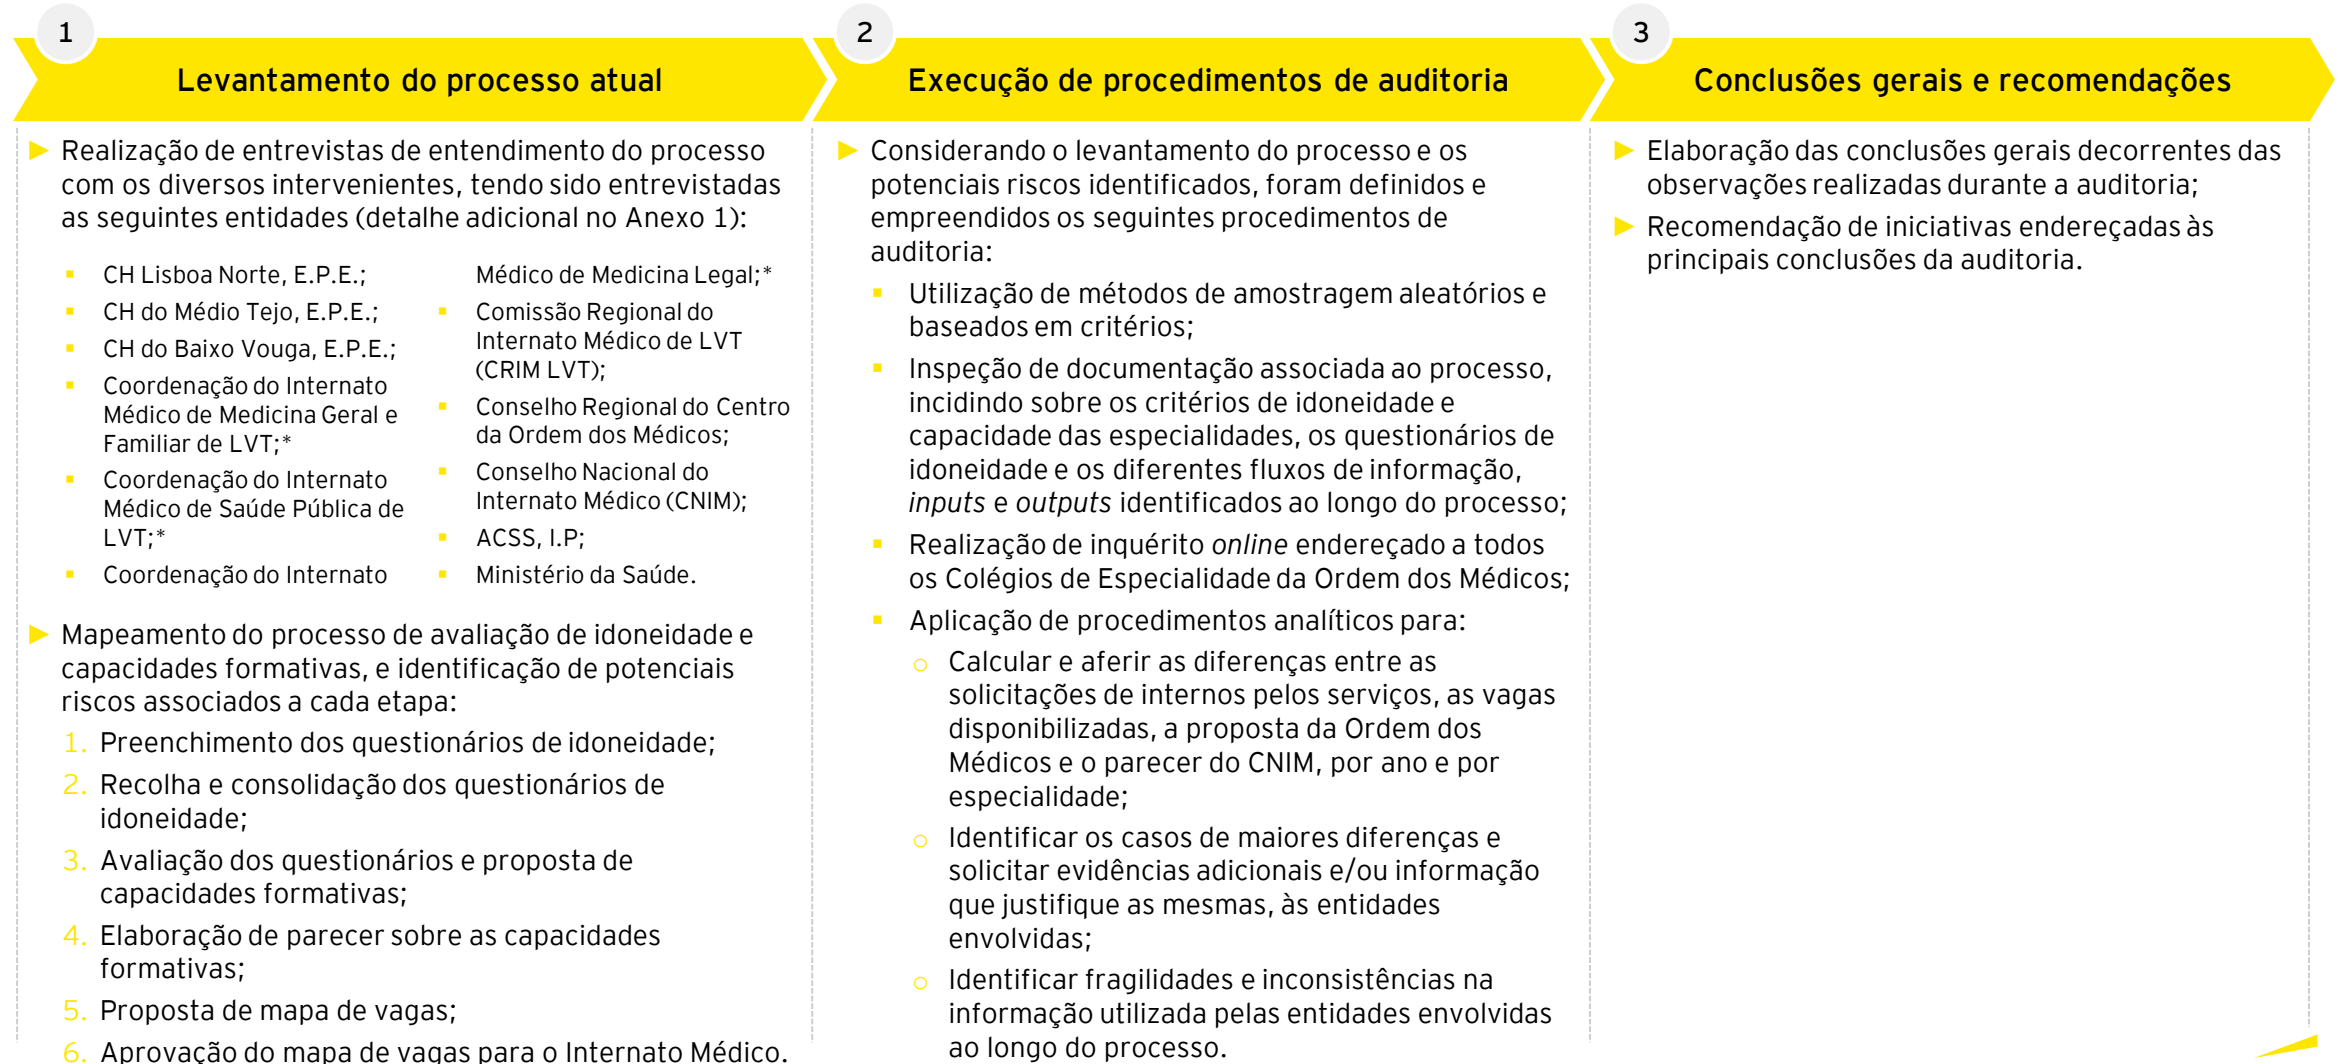 1
Levantamento do processo atual
► Realização de entrevistas de entendimento do processo
com os diversos intervenientes, tendo sido entrevistadas
as seguintes entidades (detalhe adicional no Anexo 1):
▪ CH Lisboa Norte, E.P.E.;
▪ CH do Médio Tejo, E.P.E.;
▪ CH do Baixo Vouga, E.P.E.;
▪ Coordenação do Internato
Médico de Medicina Geral e
Familiar de LVT;*
▪ Coordenação do Internato
Médico de Saúde Pública de
LVT;*
▪ Coordenação do Internato
Médico de Medicina Legal;*
▪ Comissão Regional do
Internato Médico de LVT
(CRIM LVT);
▪ Conselho Regional do Centro
da Ordem dos Médicos;
▪ Conselho Nacional do
Internato Médico (CNIM);
▪ ACSS, I.P;
▪ Ministério da Saúde.
► Mapeamento do processo de avaliação de idoneidade e
capacidades formativas, e identificação de potenciais
riscos associados a cada etapa:
1. Preenchimento dos questionários de idoneidade;
2. Recolha e consolidação dos questionários de
idoneidade;
3. Avaliação dos questionários e proposta de
capacidades formativas;
4. Elaboração de parecer sobre as capacidades
formativas;
5. Proposta de mapa de vagas;
6. Aprovação do mapa de vagas para o Internato Médico.
2
Execução de procedimentos de auditoria
► Considerando o levantamento do processo e os
potenciais riscos identificados, foram definidos e
empreendidos os seguintes procedimentos de
auditoria:
▪ Utilização de métodos de amostragem aleatórios e
baseados em critérios;
▪ Inspeção de documentação associada ao processo,
incidindo sobre os critérios de idoneidade e
capacidade das especialidades, os questionários de
idoneidade e os diferentes fluxos de informação,
inputs e outputs identificados ao longo do processo;
▪ Realização de inquérito online endereçado a todos
os Colégios de Especialidade da Ordem dos Médicos;
▪ Aplicação de procedimentos analíticos para:
o Calcular e aferir as diferenças entre as
solicitações de internos pelos serviços, as vagas
disponibilizadas, a proposta da Ordem dos
Médicos e o parecer do CNIM, por ano e por
especialidade;
o Identificar os casos de maiores diferenças e
solicitar evidências adicionais e/ou informação
que justifique as mesmas, às entidades
envolvidas;
o Identificar fragilidades e inconsistências na
informação utilizada pelas entidades envolvidas
ao longo do processo.
3
Conclusões gerais e recomendações
► Elaboração das conclusões gerais decorrentes das
observações realizadas durante a auditoria;
► Recomendação de iniciativas endereçadas às
principais conclusões da auditoria.